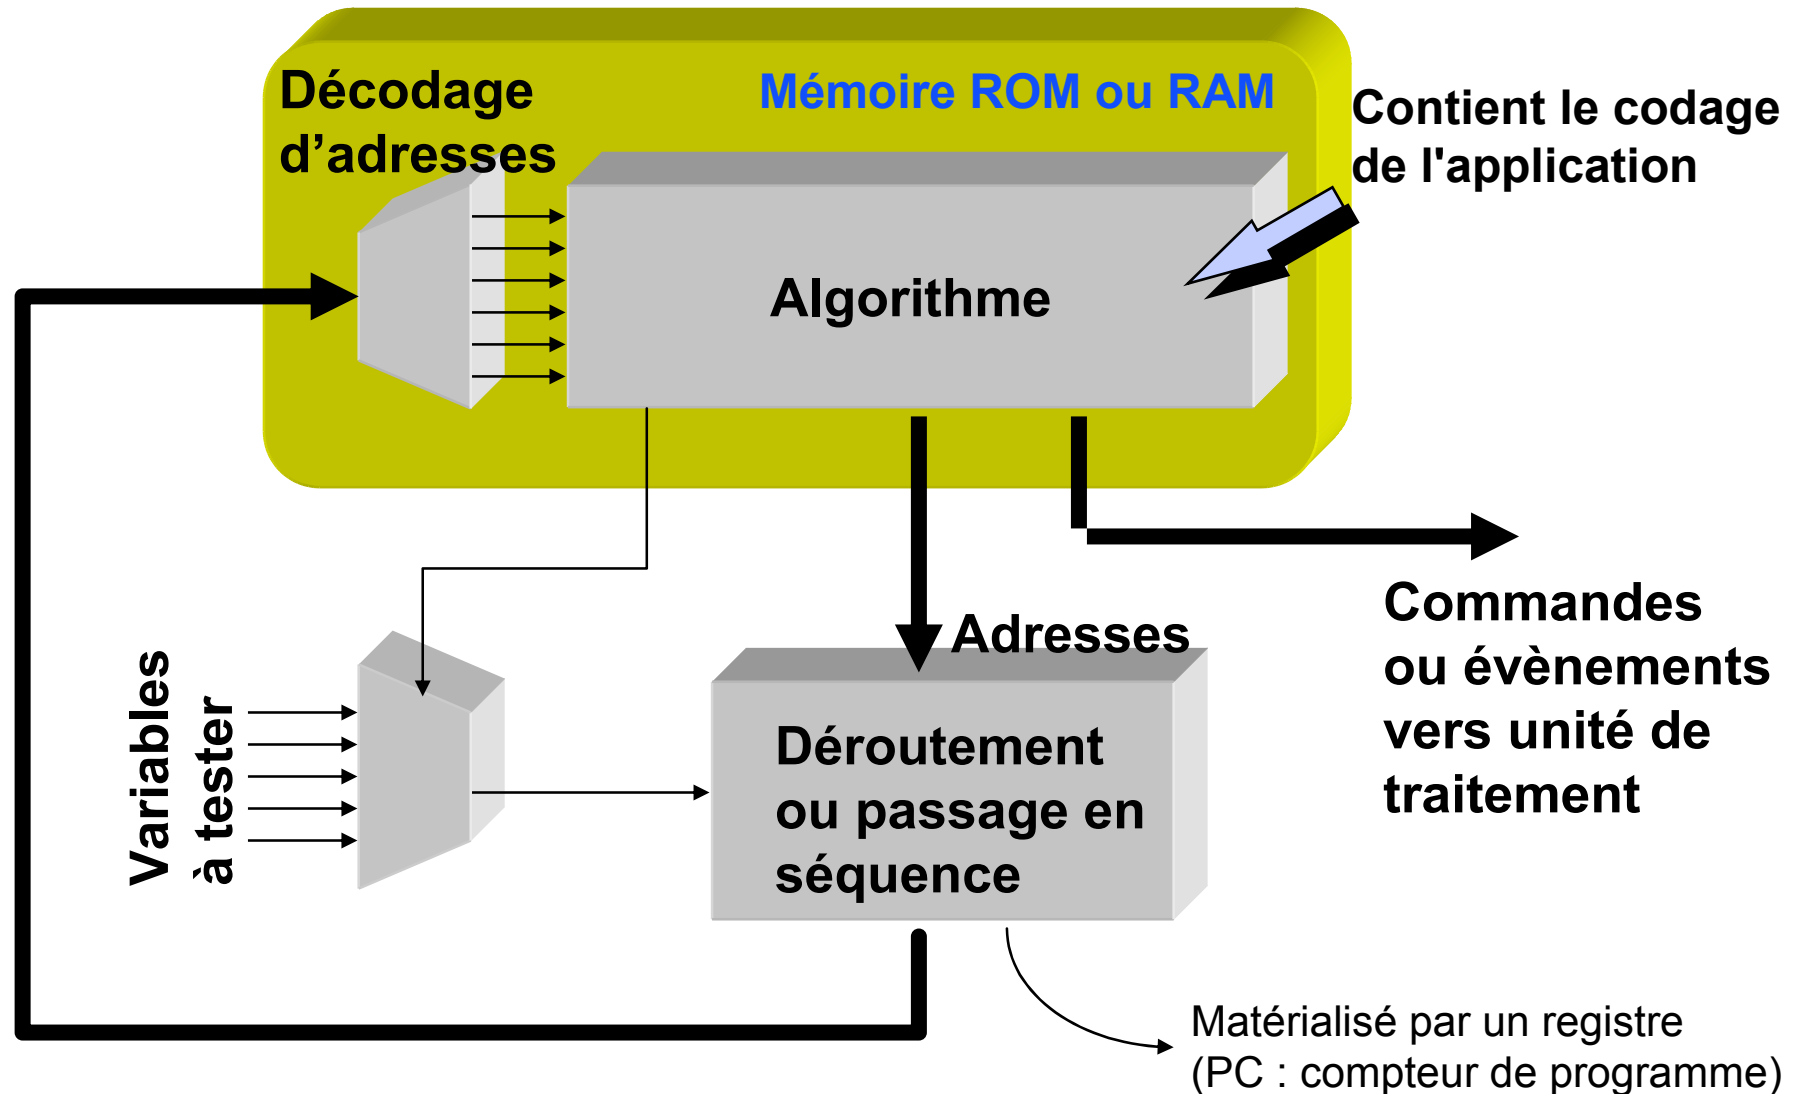 Décodage
d’adresses
Mémoire ROM ou RAM
Contient le codage
de l'application
Algorithme
Adresses
Commandes
ou évènements
vers unité de
traitement
Variables
à tester
Déroutement
ou passage en
séquence
Matérialisé par un registre
(PC : compteur de programme)